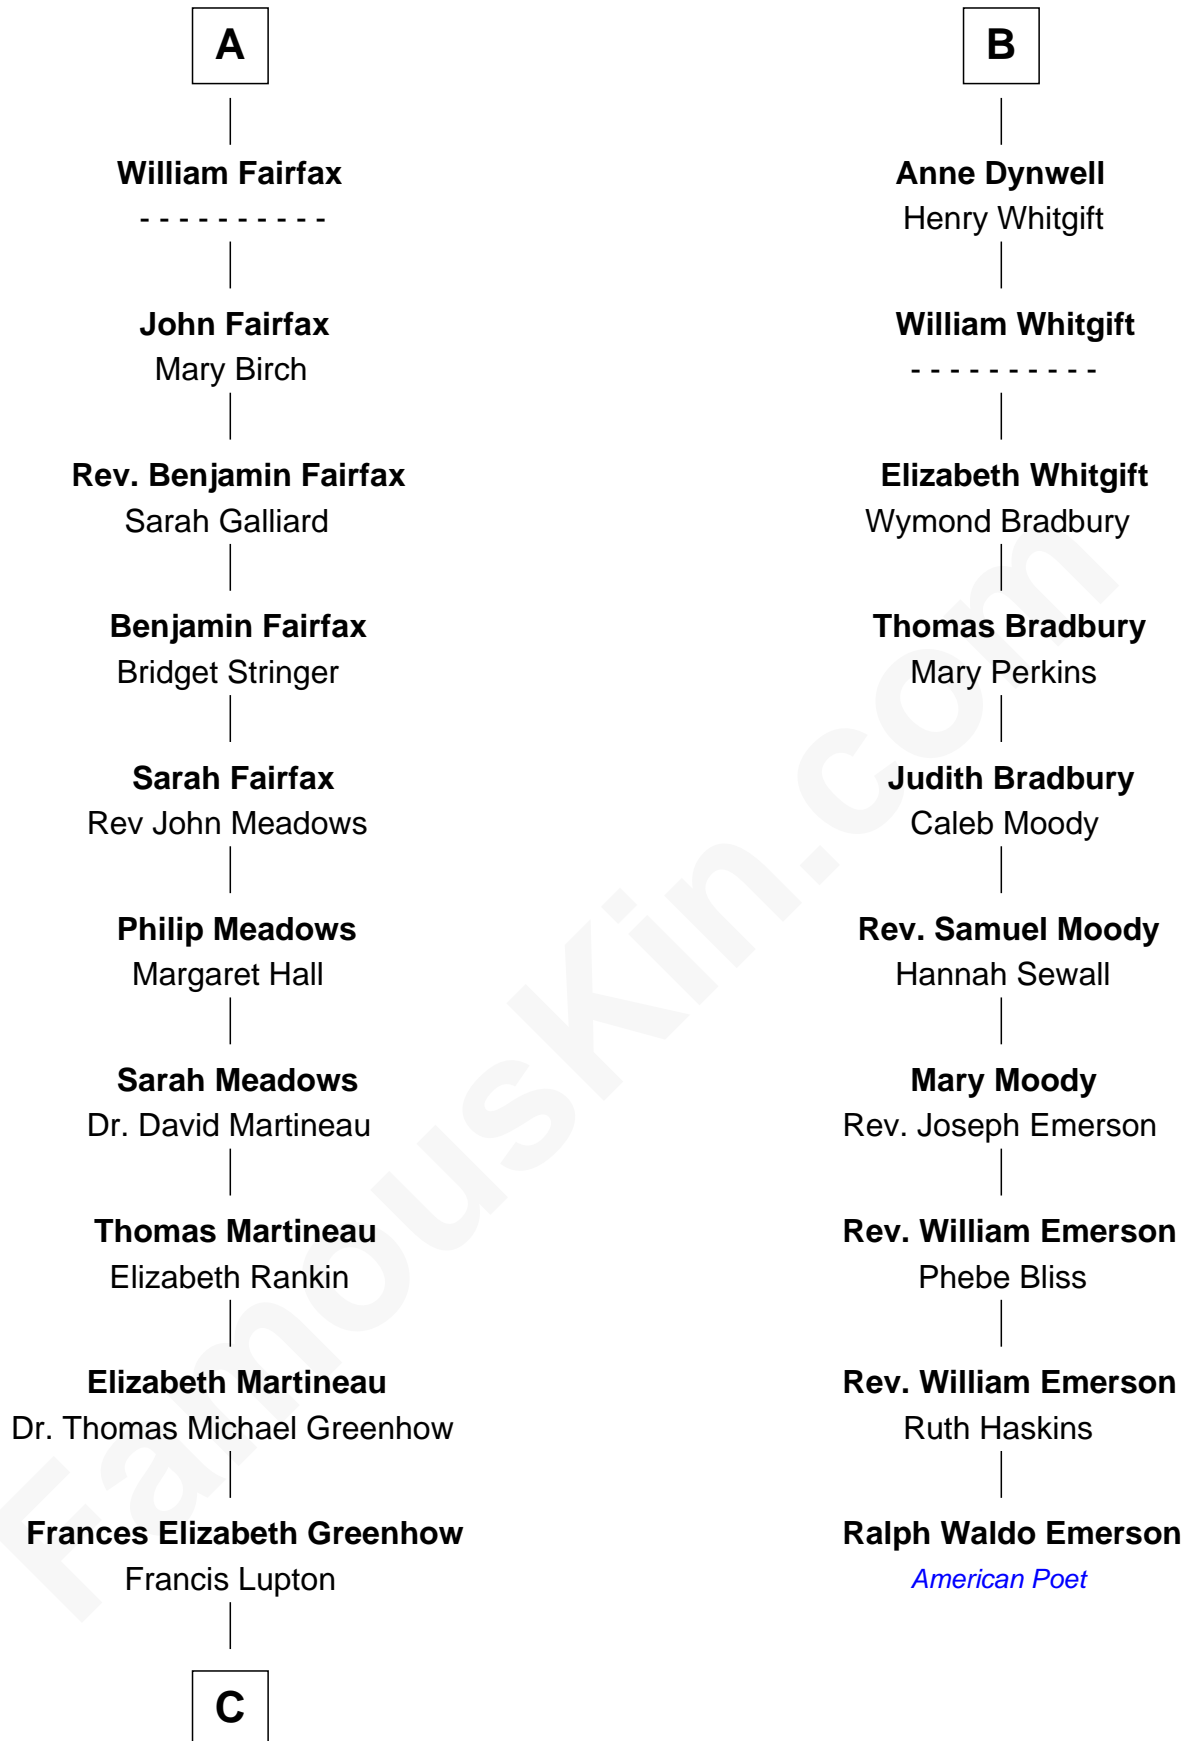 A
William Fairfax
- - - - - - - - - -
John Fairfax
Mary Birch
Rev. Benjamin Fairfax
Sarah Galliard
Benjamin Fairfax
Bridget Stringer
Sarah Fairfax
Rev John Meadows
Philip Meadows
Margaret Hall
Sarah Meadows
Dr. David Martineau
Thomas Martineau
Elizabeth Rankin
Elizabeth Martineau
Dr. Thomas Michael Greenhow
Frances Elizabeth Greenhow
Francis Lupton
C
B
Anne Dynwell
Henry Whitgift
William Whitgift
- - - - - - - - - -
Elizabeth Whitgift
Wymond Bradbury
Thomas Bradbury
Mary Perkins
Judith Bradbury
Caleb Moody
Rev. Samuel Moody
Hannah Sewall
Mary Moody
Rev. Joseph Emerson
Rev. William Emerson
Phebe Bliss
Rev. William Emerson
Ruth Haskins
Ralph Waldo Emerson
American Poet
FamousKin.com